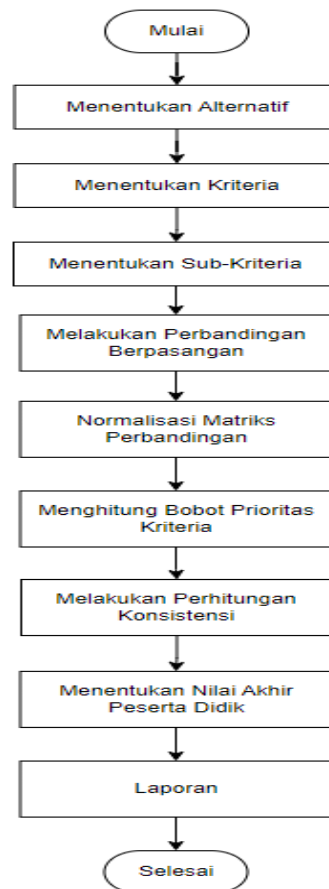 Mulai
Menentukan Alternatif
Menentukan Kriteria
Menentukan Sub-Kriteria
Melakukan Perbandingan
Berpasangan
Normalisasi Matriks
Perbandingan
Menghitung Bobot Prioritas
Kriteria
Melakukan Perhitungan
Konsistensi
Menentukan Nilai Akhir
Peserta Didik
Laporan
Selesai